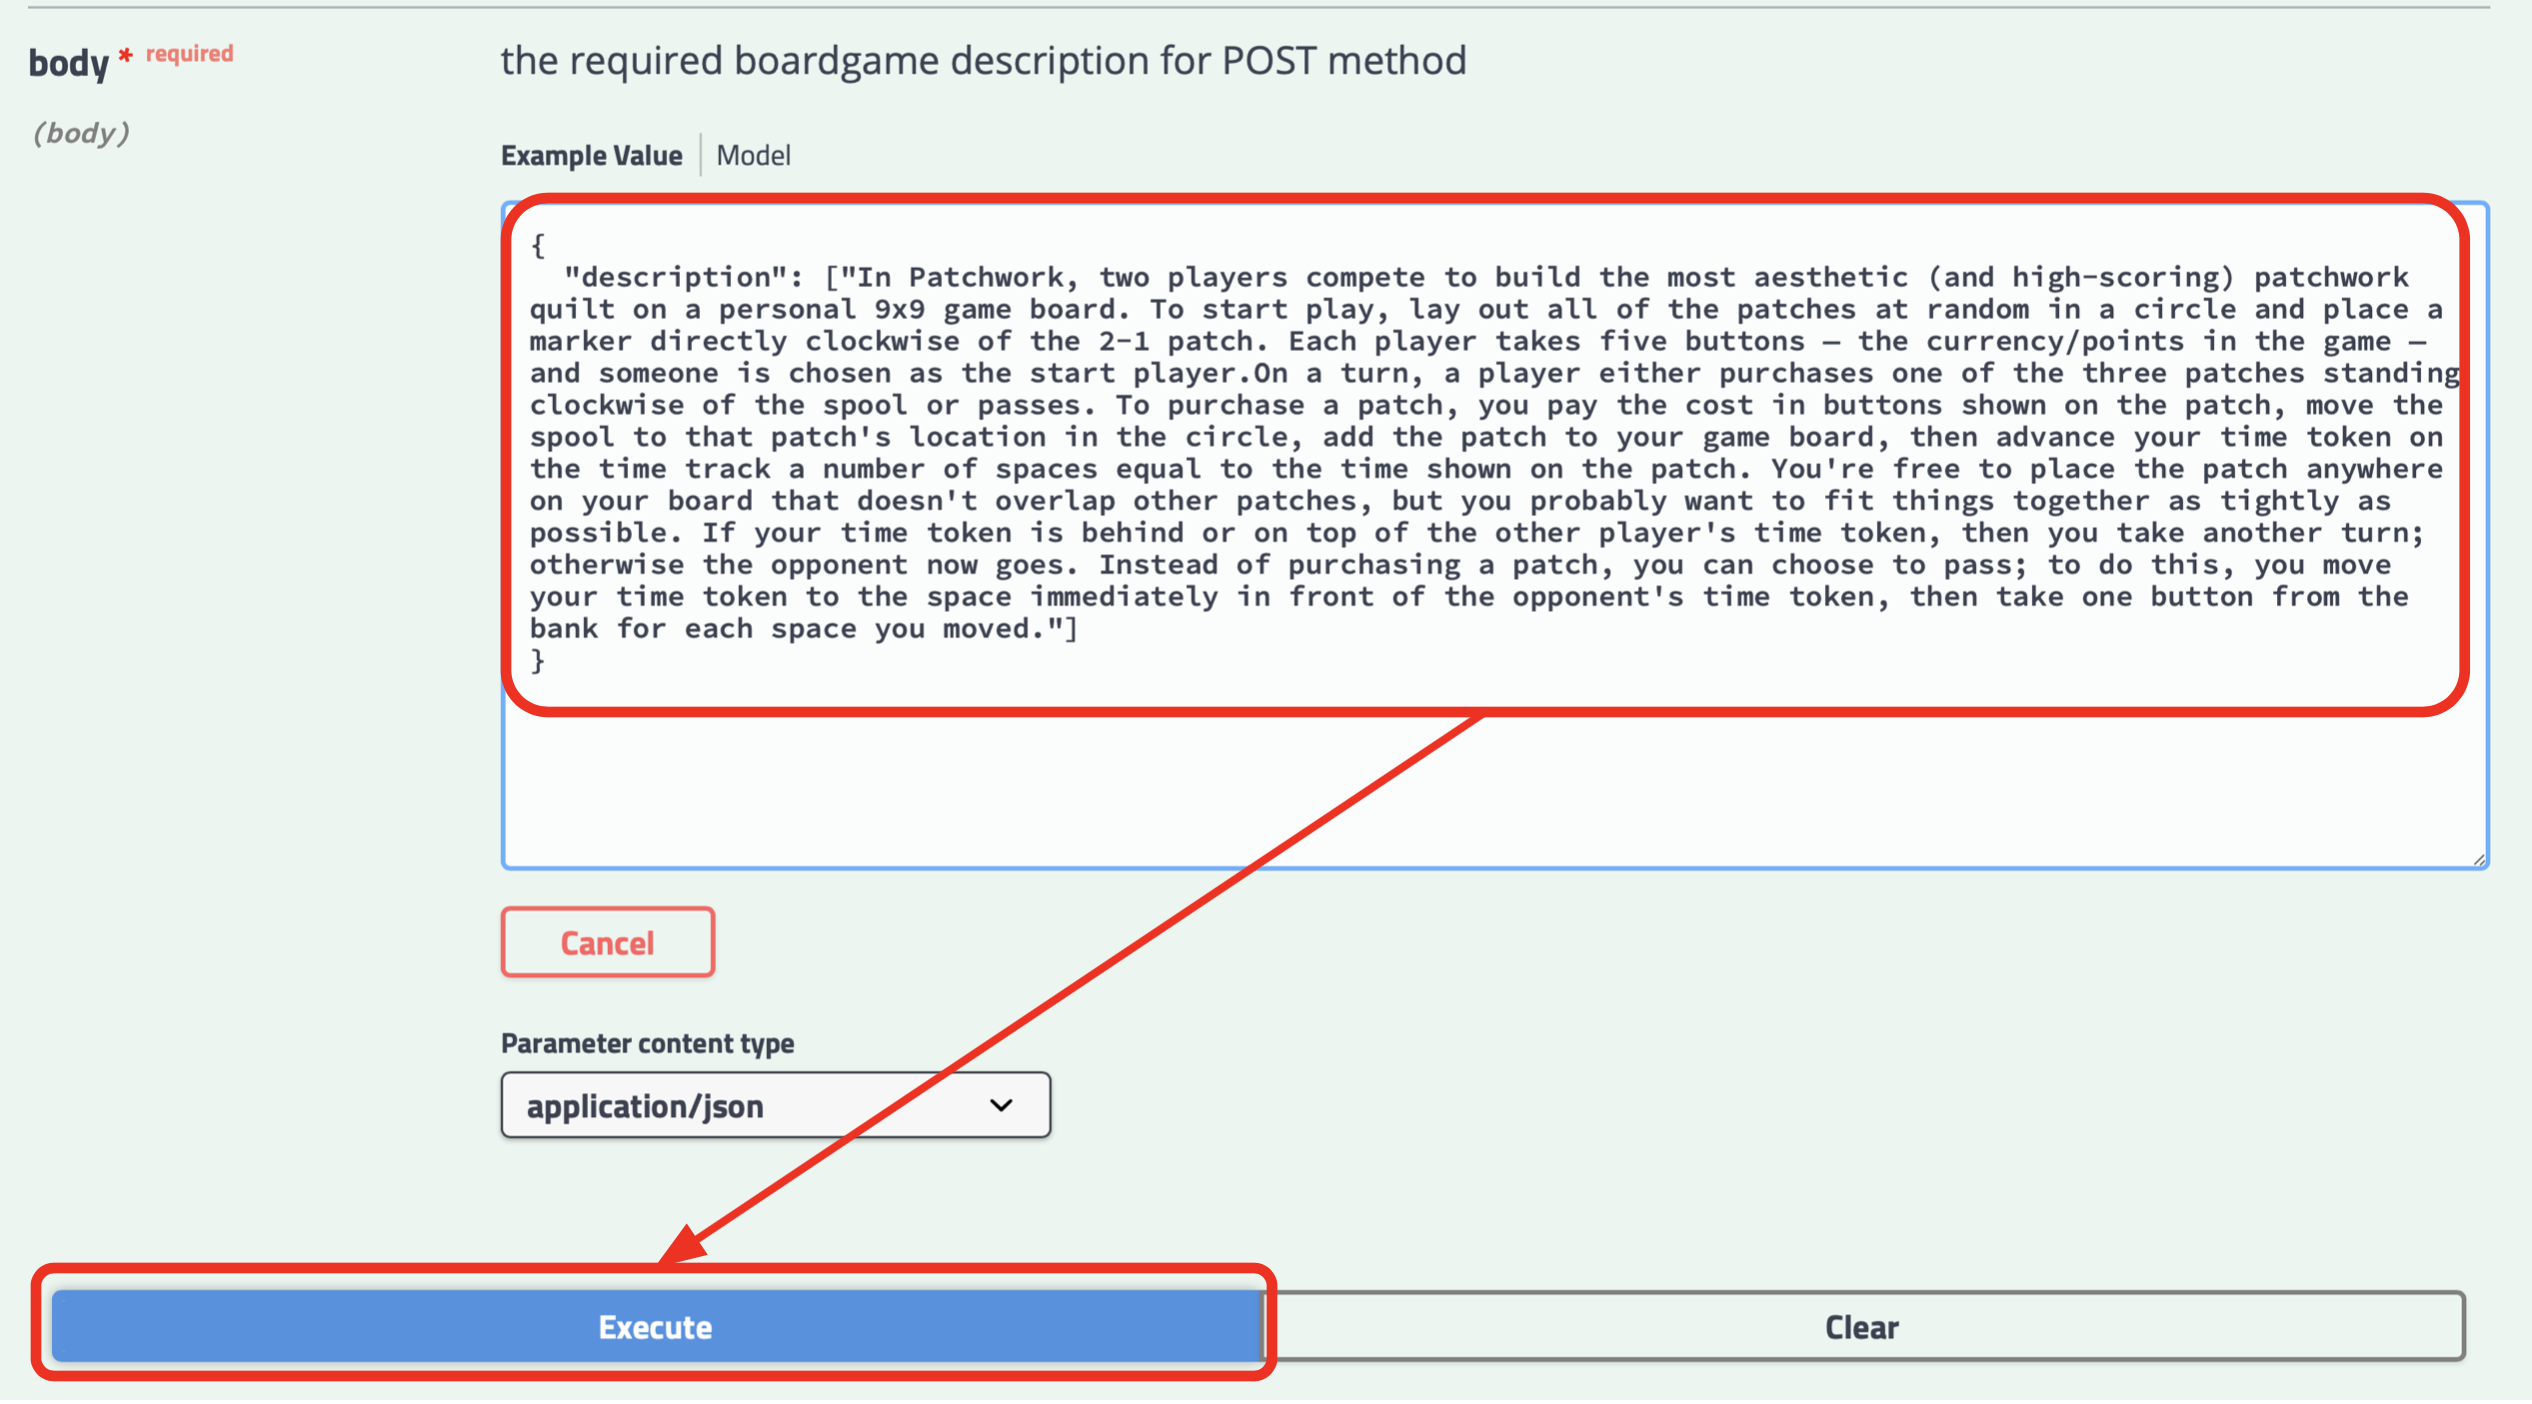 body * required
the required boardgame description for POST method
(body)
Example Value | Model
{
  "description": ["In Patchwork, two players compete to build the most aesthetic (and high-scoring) patchwork
quilt on a personal 9x9 game board. To start play, lay out all of the patches at random in a circle and place a
marker directly clockwise of the 2-1 patch. Each player takes five buttons — the currency/points in the game —
and someone is chosen as the start player.On a turn, a player either purchases one of the three patches standing
clockwise of the spool or passes. To purchase a patch, you pay the cost in buttons shown on the patch, move the
spool to that patch's location in the circle, add the patch to your game board, then advance your time token on
the time track a number of spaces equal to the time shown on the patch. You're free to place the patch anywhere
on your board that doesn't overlap other patches, but you probably want to fit things together as tightly as
possible. If your time token is behind or on top of the other player's time token, then you take another turn;
otherwise the opponent now goes. Instead of purchasing a patch, you can choose to pass; to do this, you move
your time token to the space immediately in front of the opponent's time token, then take one button from the
bank for each space you moved."]
}
Cancel
Parameter content type
application/json
Execute
Clear